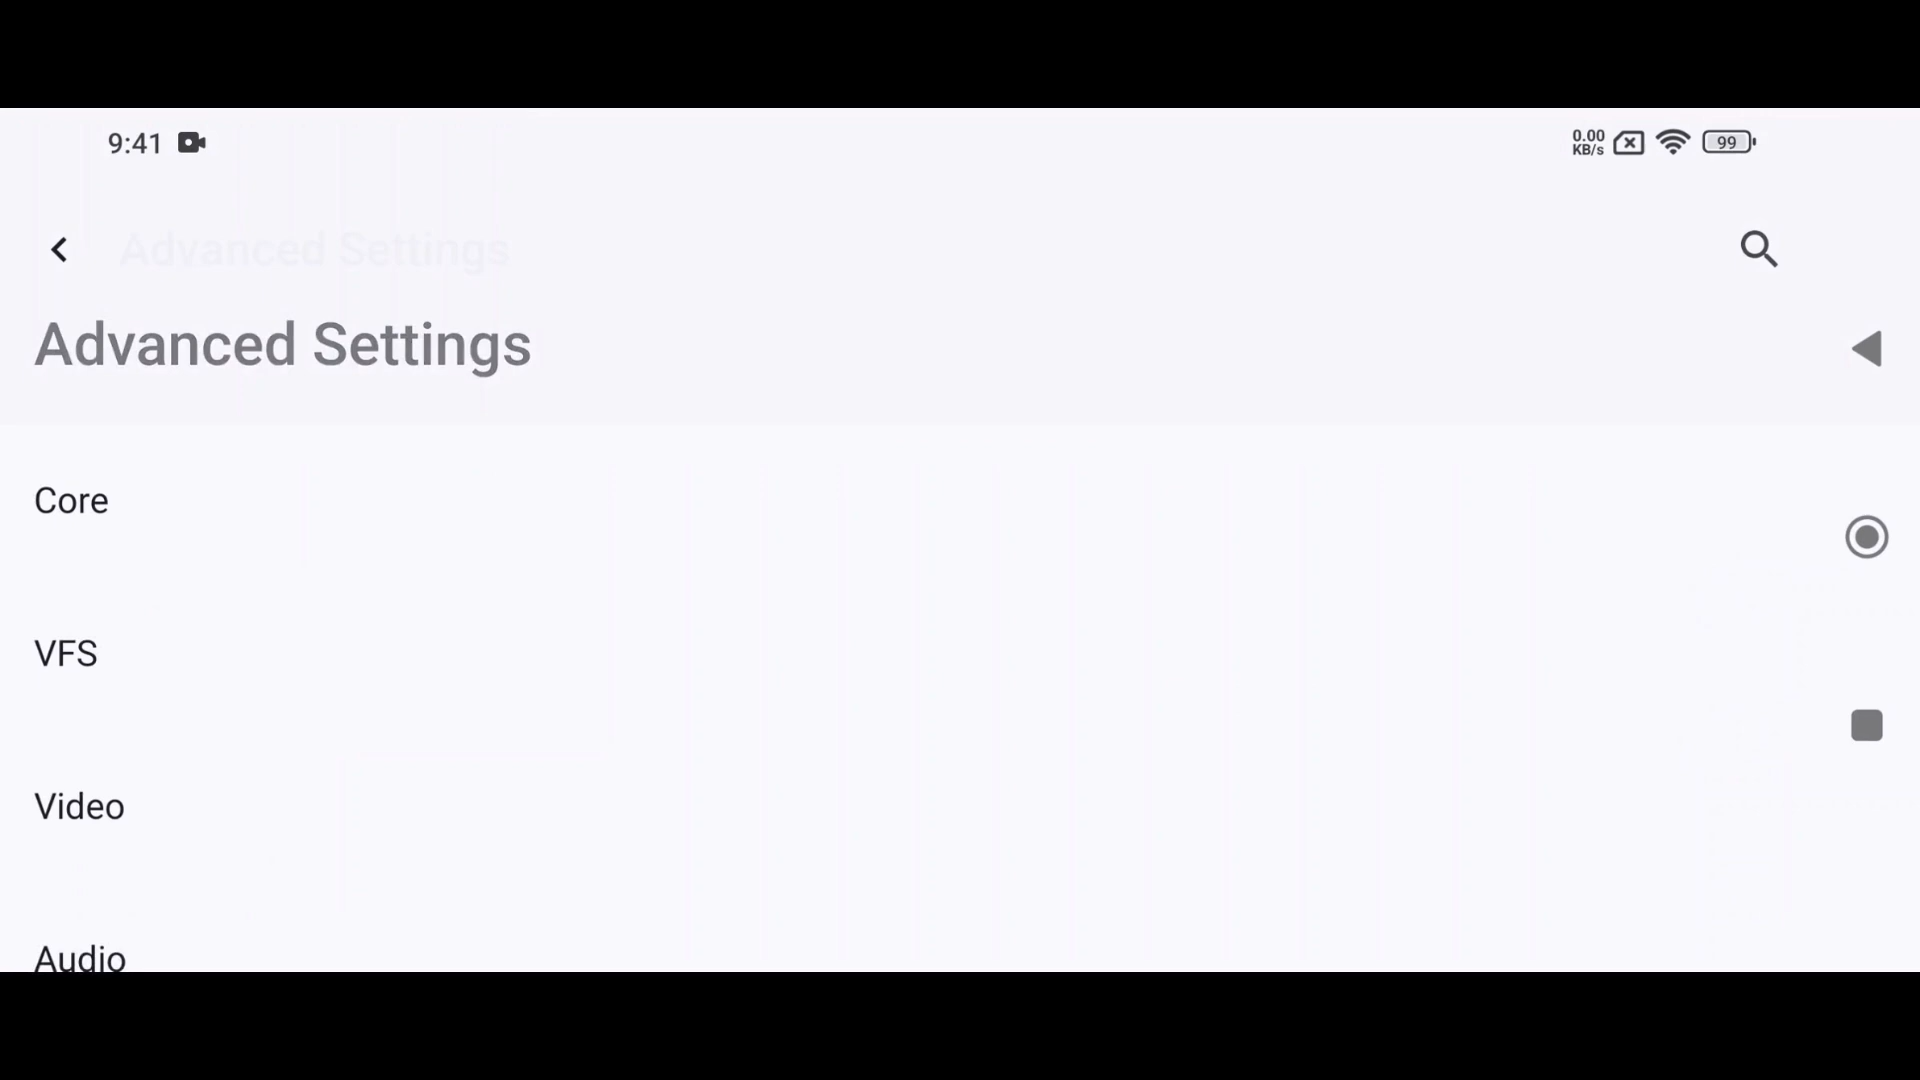 9:41
0.00
KB/s
99
Advanced Settings
Advanced Settings
Core
VFS
Video
Audio